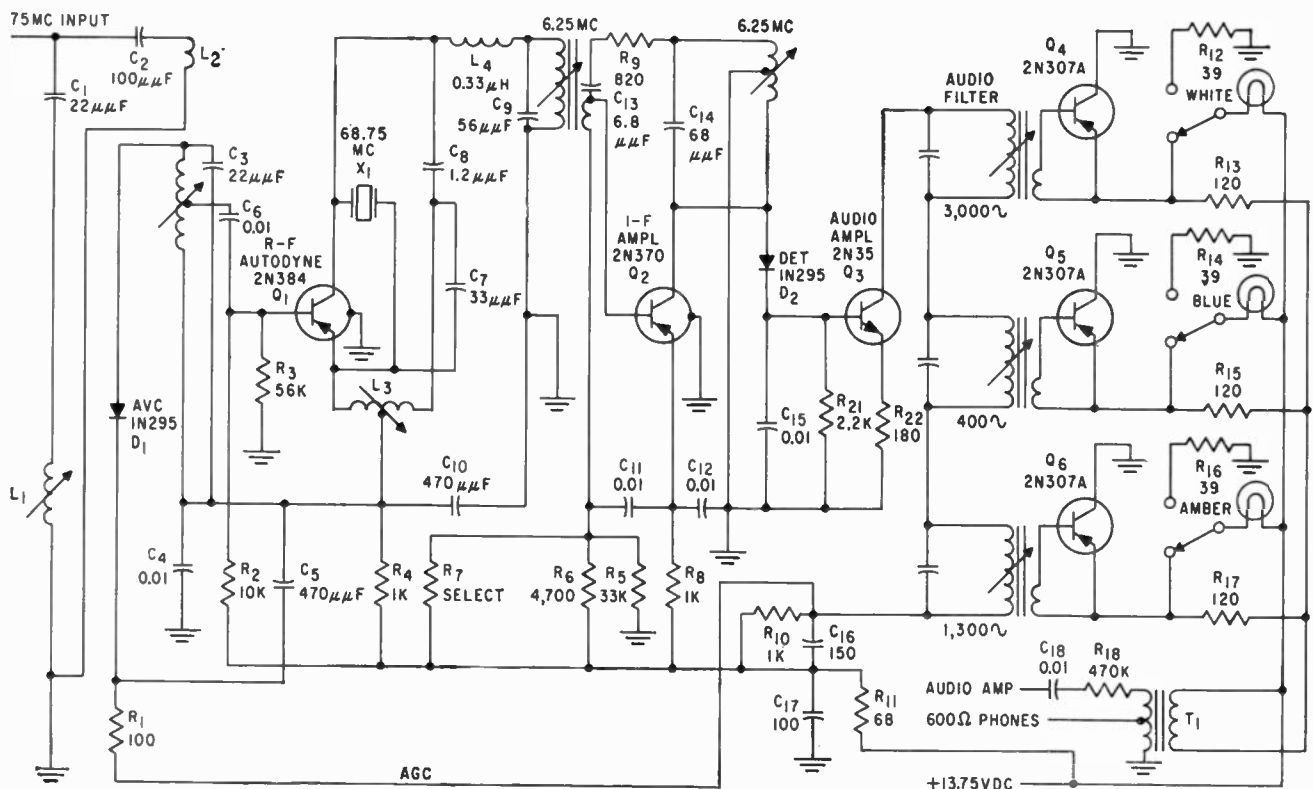 75MC INPUT
C2
100μμF
L2
C1
22μμF
C3
22μμF
C6
0.01
R-F
AUTODYNE
2N384
Q1
R3
56K
AVC
IN295
D1
L1
C4
0.01
R2
10K
C5
470μμF
R1
100
AGC
68.75
MC
X1
L4
0.33μH
C9
56μμF
C8
1.2μμF
C7
33μμF
L3
C10
470μμF
R4
1K
R7
SELECT
6.25MC
R9
820
C13
6.8
μμF
C14
68
μμF
6.25MC
I-F
AMPL
2N370
Q2
C11
0.01
C12
0.01
R6
4,700
R5
33K
R8
1K
DET
IN295
D2
AUDIO
AMPL
2N35
Q3
C15
0.01
R21
2.2K
R22
180
R10
1K
C16
150
C17
100
R11
68
AUDIO
FILTER
3,000~
400~
1,300~
Q4
2N307A
R12
39
WHITE
R13
120
Q5
2N307A
R14
39
BLUE
R15
120
Q6
2N307A
R16
39
AMBER
R17
120
C18
0.01
R18
470K
AUDIO AMP
600Ω PHONES
T1
+13.75VDC